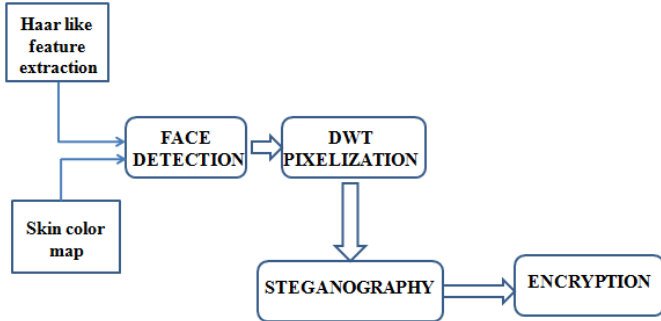 Haar like
feature
extraction
FACE
DETECTION
DWT
PIXELIZATION
Skin color
map
STEGANOGRAPHY
ENCRYPTION